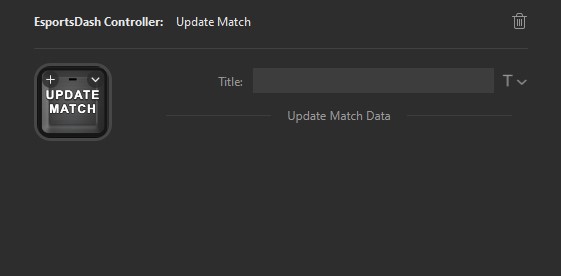 EsportsDash Controller: Update Match
UPDATE
MATCH
Title:
T
Update Match Data